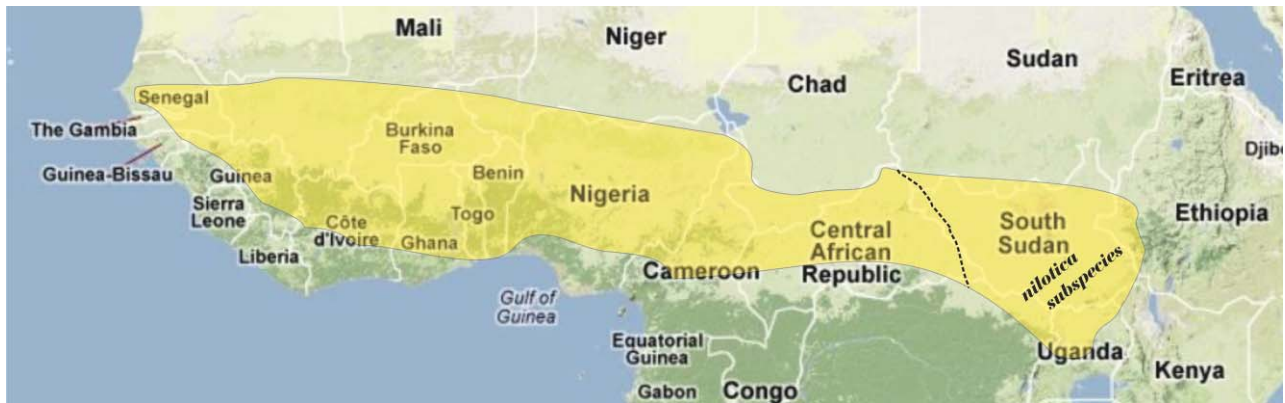 Mali
Niger
Sudan
Chad
Eritrea
Senegal
The Gambia
Burkina
Faso
Djibo
Guinea-Bissau
Guinea
Benin
Nigeria
Sierra
Leone
Togo
Côte
d'Ivoire
Ghana
Liberia
Central
African
Republic
South
Sudan
Ethiopia
nilotica
subspecies
Cameroon
Gulf of
Guinea
Equatorial
Guinea
Uganda
Kenya
Gabon
Congo